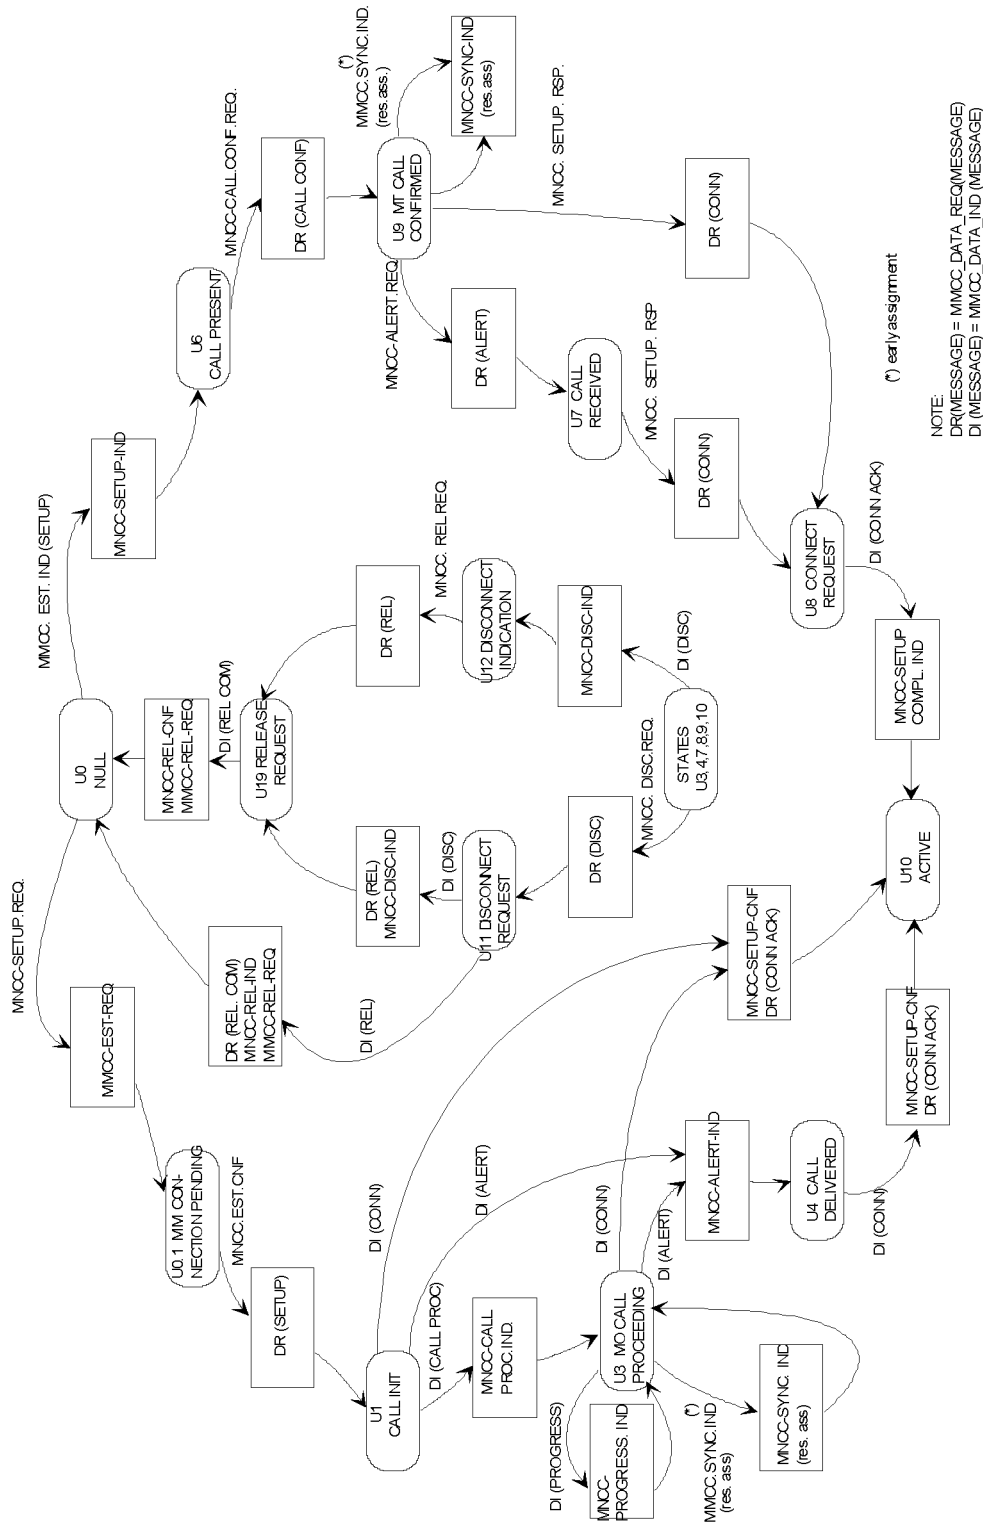 MNCC-SETUP.REQ.
U0
NULL
MMCC. EST. IND (SETUP)
MMCC-EST-REQ
DR (REL. COM)
MNCC-REL-IND
MMCC-REL-REQ
MNCC-REL-CNF
MMCC-REL-REQ
MNCC-SETUP-IND
U0.1 MM CON-
NECTION PENDING
DI (REL COM)
U6
CALL PRESENT
MNCC.EST.CNF
U19 RELEASE
REQUEST
MNCC-CALL.CONF.REQ.
DR (SETUP)
DI (REL)
DR (REL)
MNCC-DISC-IND
DR (REL)
DR (CALL CONF)
U1
CALL INIT
DI (CONN)
DI (DISC)
MNCC. REL REQ.
(*)
MMCC.SYNC.IND.
(res. ass.)
U9 MT CALL
CONFIRMED
DI (CALL PROC)
DI (ALERT)
U11 DISCONNECT
REQUEST
U12 DISCONNECT
INDICATION
MNCC-ALERT.REQ.
MNCC-SYNC-IND
(res. ass)
MNCC-CALL
PROC.IND.
DR (DISC)
MNCC-DISC-IND
DR (ALERT)
MNCC. SETUP. RSP.
DI (PROGRESS)
U3 MO CALL
PROCEEDING
DI (CONN)
MNCC. DISC.REQ.
DI (DISC)
U7 CALL
RECEIVED
MNCC-
PROGRESS. IND
DI (ALERT)
STATES
U3,4,7,8,9,10
MNCC. SETUP. RSP
(*)
MMCC.SYNC.IND
(res. ass)
MNCC-ALERT-IND
MNCC-SETUP-CNF
DR (CONN ACK)
DR (CONN)
DR (CONN)
MNCC-SYNC. IND
(res. ass)
U4 CALL
DELIVERED
U8 CONNECT
REQUEST
DI (CONN)
DI (CONN ACK)
MNCC-SETUP-CNF
DR (CONN ACK)
U10
ACTIVE
MNCC-SETUP
COMPL. IND
(*) early assignment
NOTE:
DR(MESSAGE) = MMCC_DATA_REQ(MESSAGE)
DI (MESSAGE) = MMCC_DATA_IND (MESSAGE)